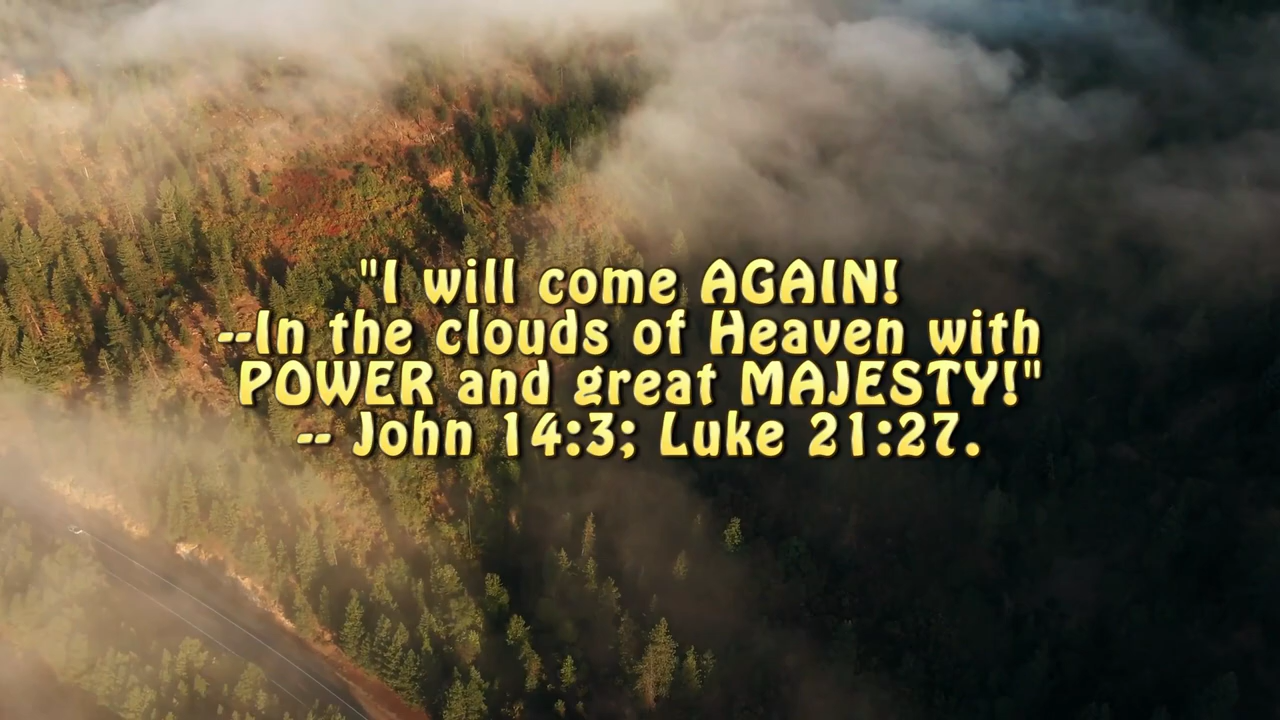 "I will come AGAIN!
--In the clouds of Heaven with
POWER and great MAJESTY!"
-- John 14:3; Luke 21:27.